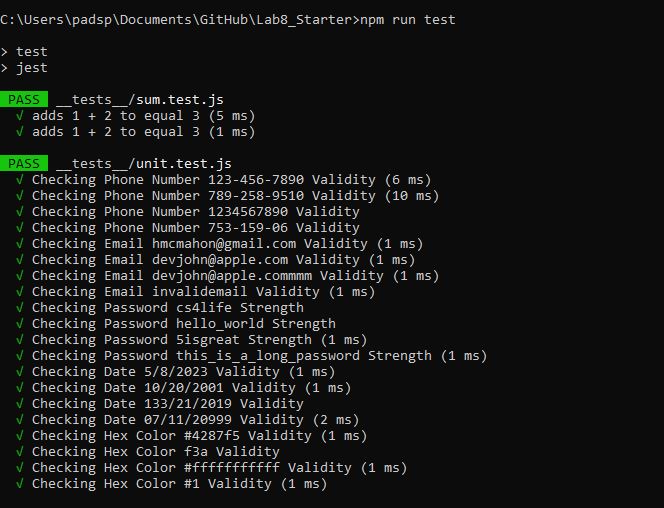 C:\Users\padsp\Documents\GitHub\Lab8_Starter>npm run test
> test
> jest
PASS __tests__/sum.test.js
√ adds 1 + 2 to equal 3 (5 ms)
√ adds 1 + 2 to equal 3 (1 ms)
PASS __tests__/unit.test.js
√ Checking Phone Number 123-456-7890 Validity (6 ms)
√ Checking Phone Number 789-258-9510 Validity (10 ms)
√ Checking Phone Number 1234567890 Validity
√ Checking Phone Number 753-159-06 Validity
√ Checking Email hmcmahon@gmail.com Validity (1 ms)
√ Checking Email devjohn@apple.com Validity (1 ms)
√ Checking Email devjohn@apple.commmm Validity (1 ms)
√ Checking Email invalidemail Validity (1 ms)
√ Checking Password cs4life Strength
√ Checking Password hello_world Strength
√ Checking Password 5isgreat Strength (1 ms)
√ Checking Password this_is_a_long_password Strength (1 ms)
√ Checking Date 5/8/2023 Validity (1 ms)
√ Checking Date 10/20/2001 Validity (1 ms)
√ Checking Date 133/21/2019 Validity
√ Checking Date 07/11/20999 Validity (2 ms)
√ Checking Hex Color #4287f5 Validity (1 ms)
√ Checking Hex Color f3a Validity
√ Checking Hex Color #fffffffffff Validity (1 ms)
√ Checking Hex Color #1 Validity (1 ms)